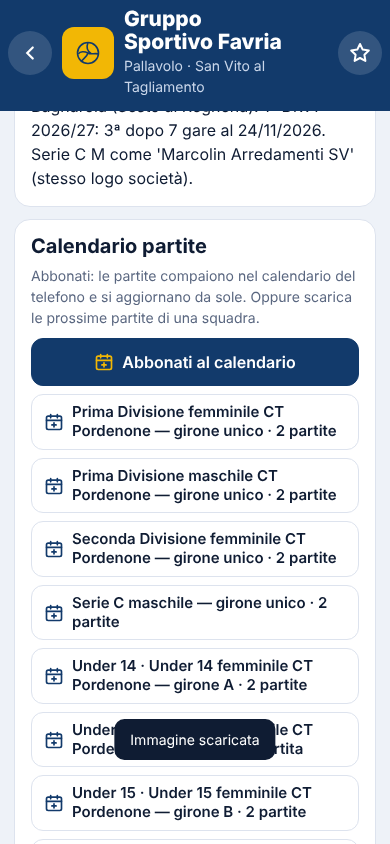 Gruppo
Sportivo Favria
Pallavolo · San Vito al
Tagliamento
2026/27: 3ª dopo 7 gare al 24/11/2026.
Serie C M come 'Marcolin Arredamenti SV'
(stesso logo società).
Calendario partite
Abbonati: le partite compaiono nel calendario del
telefono e si aggiornano da sole. Oppure scarica
le prossime partite di una squadra.
Abbonati al calendario
Prima Divisione femminile CT
Pordenone — girone unico · 2 partite
Prima Divisione maschile CT
Pordenone — girone unico · 2 partite
Seconda Divisione femminile CT
Pordenone — girone unico · 2 partite
Serie C maschile — girone unico · 2
partite
Under 14 · Under 14 femminile CT
Pordenone — girone A · 2 partite
CT
Immagine scaricata
Under 15 · Under 15 femminile CT
Pordenone — girone B · 2 partite